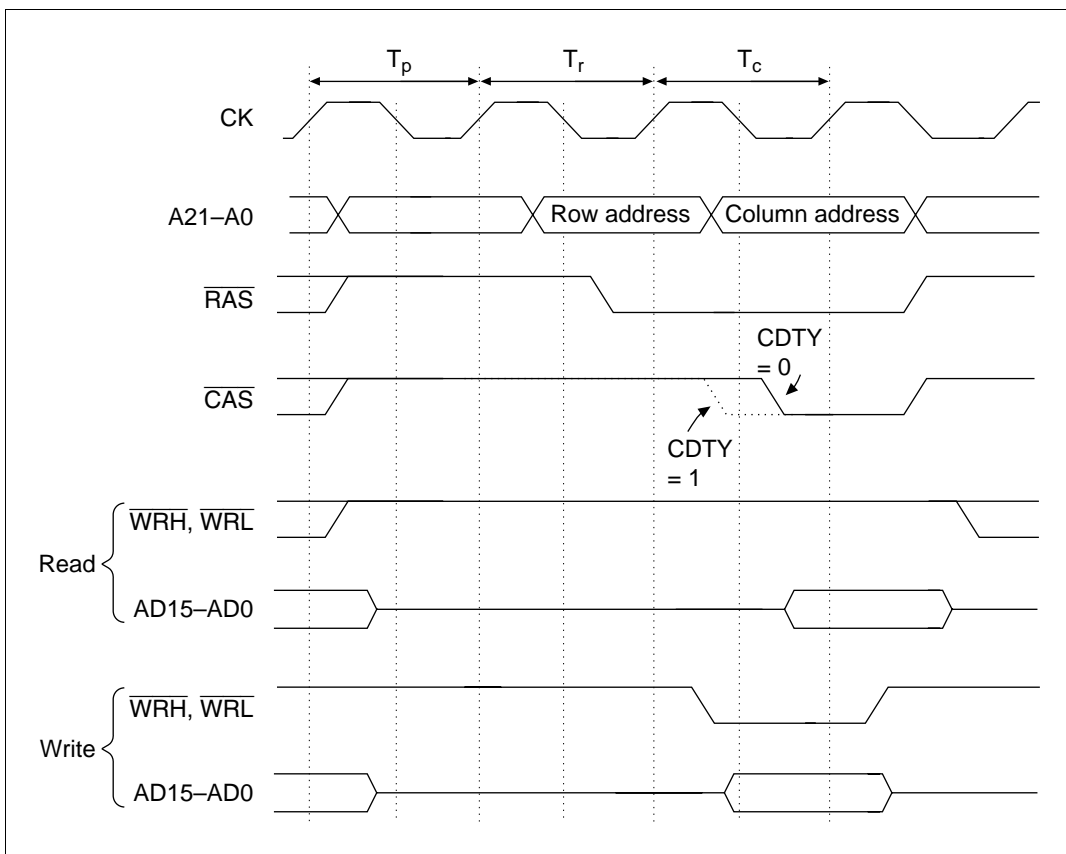 Tp Tr Tc
CK
A21–A0 Row address Column address
RAS
CDTY
= 0
CAS
CDTY
= 1
WRH, WRL
Read
AD15–AD0
WRH, WRL
Write
AD15–AD0